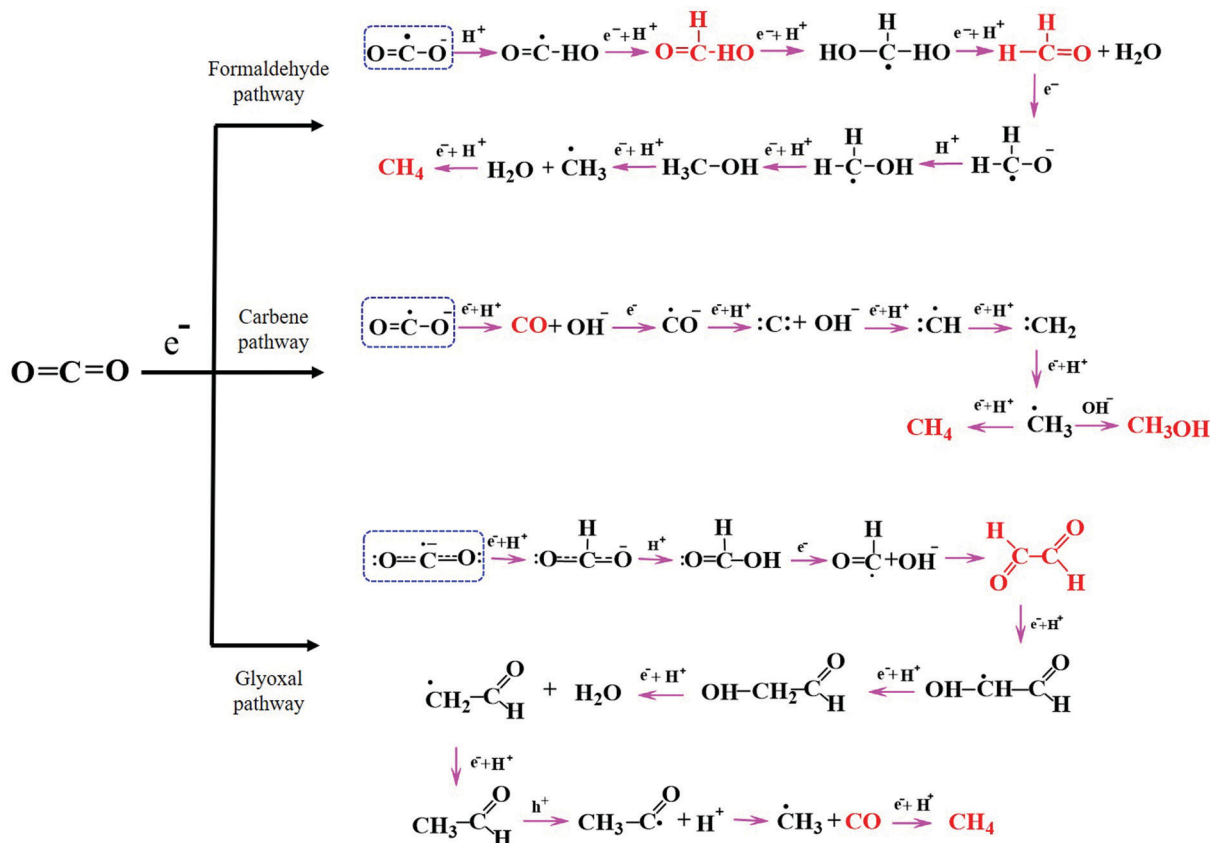 Formaldehyde
pathway
O=Ċ-O⁻ H⁺ O=Ċ-HO e⁻+H⁺ H O=C-HO e⁻+H⁺ H HO-C-HO • e⁻+H⁺ H H-C=O + H₂O
e⁻
CH₄ e⁻+H⁺ H₂O + ĊH₃ e⁻+H⁺ H₃C-OH e⁻+H⁺ H H-C-OH • H⁺ H H-C-O⁻ •
Carbene
pathway
O=C=O e⁻
O=Ċ-O⁻ e⁻+H⁺ CO + OH⁻ e⁻ ĊO⁻ e⁻+H⁺ :C: + OH⁻ e⁻+H⁺ :ĊH e⁻+H⁺ :CH₂
e⁻+H⁺
CH₄ e⁻+H⁺ ĊH₃ OH⁻ CH₃OH
Glyoxal
pathway
:O=C=O: •− e⁻+H⁺ H :O=C=O⁻ H⁺ H :O=C-OH e⁻ H O=C • +OH⁻ H O C-C O H
e⁻+H⁺
ĊH₂-C O H + H₂O e⁻+H⁺ OH-CH₂-C O H e⁻+H⁺ OH-ĊH-C O H
e⁻+H⁺
CH₃-C O H h⁺ CH₃-C• O + H⁺ ĊH₃ + CO e⁻+H⁺ CH₄